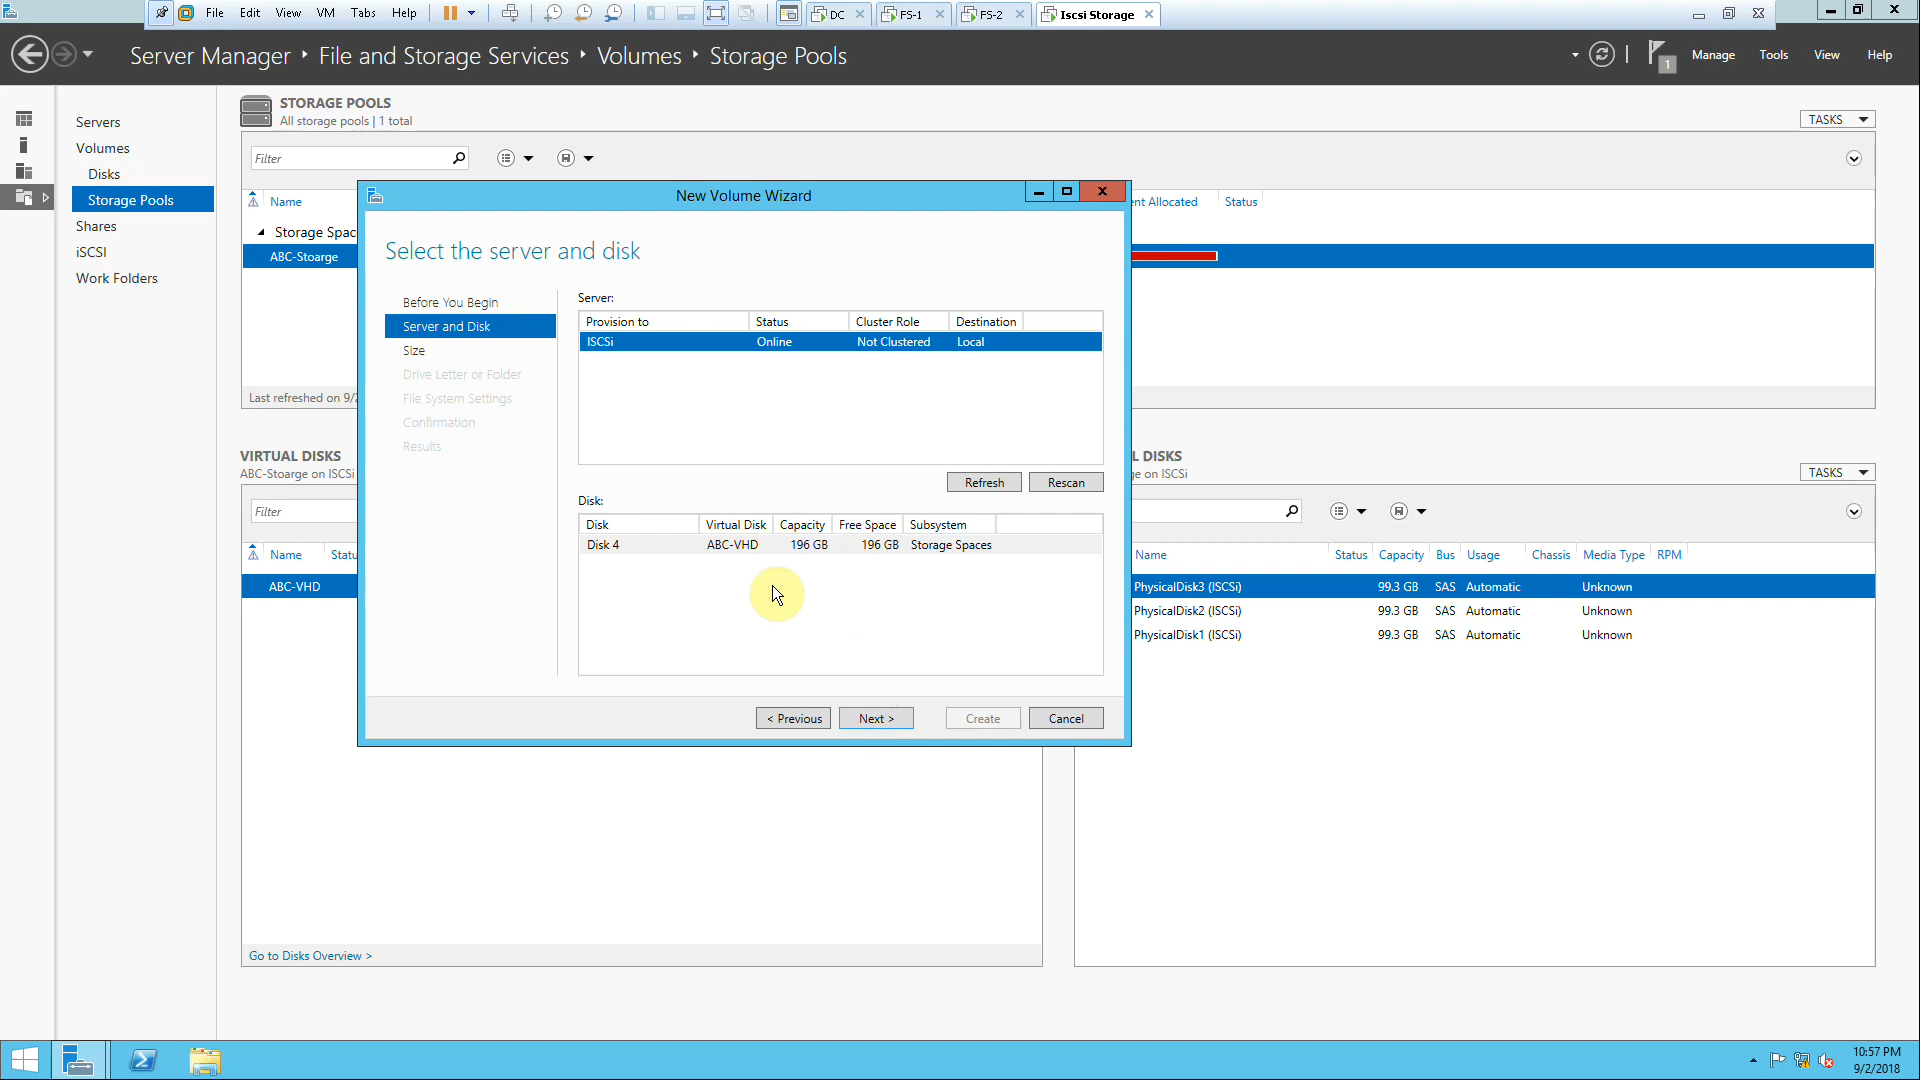 File Edit View VM Tabs Help DC FS-1 FS-2 Iscsi Storage
Server Manager File and Storage Services Volumes Storage Pools 1 Manage Tools View Help
Servers
Volumes
Disks
Storage Pools
Shares
iSCSI
Work Folders
STORAGE POOLS
All storage pools | 1 total
TASKS
Filter
Name
nt Allocated Status
Storage Spac
ABC-Stoarge
Last refreshed on 9/2
New Volume Wizard
Select the server and disk
Before You Begin
Server and Disk
Size
Drive Letter or Folder
File System Settings
Confirmation
Results
Server:
Provision to Status Cluster Role Destination
ISCSi Online Not Clustered Local
Refresh Rescan
Disk:
Disk Virtual Disk Capacity Free Space Subsystem
Disk 4 ABC-VHD 196 GB 196 GB Storage Spaces
< Previous Next > Create Cancel
VIRTUAL DISKS
ABC-Stoarge on ISCSi
Filter
Name Statu
ABC-VHD
Go to Disks Overview >
L DISKS
ge on ISCSi
TASKS
Name Status Capacity Bus Usage Chassis Media Type RPM
PhysicalDisk3 (ISCSi) 99.3 GB SAS Automatic Unknown
PhysicalDisk2 (ISCSi) 99.3 GB SAS Automatic Unknown
PhysicalDisk1 (ISCSi) 99.3 GB SAS Automatic Unknown
10:57 PM
9/2/2018